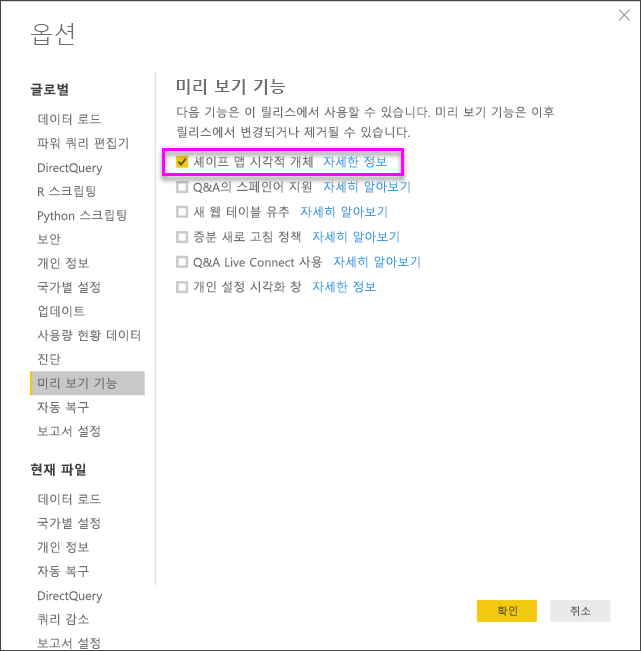 옵션
글로벌
데이터 로드
파워 쿼리 편집기
DirectQuery
R 스크립팅
Python 스크립팅
보안
개인 정보
국가별 설정
업데이트
사용량 현황 데이터
진단
미리 보기 기능
자동 복구
보고서 설정
현재 파일
데이터 로드
국가별 설정
개인 정보
자동 복구
DirectQuery
쿼리 감소
보고서 설정
미리 보기 기능
다음 기능은 이 릴리스에서 사용할 수 있습니다. 미리 보기 기능은 이후
릴리스에서 변경되거나 제거될 수 있습니다.
셰이프 맵 시각적 개체 자세한 정보
Q&A의 스페인어 지원 자세히 알아보기
새 웹 테이블 유추 자세히 알아보기
증분 새로 고침 정책 자세히 알아보기
Q&A Live Connect 사용 자세히 알아보기
개인 설정 시각화 창 자세한 정보
확인 취소